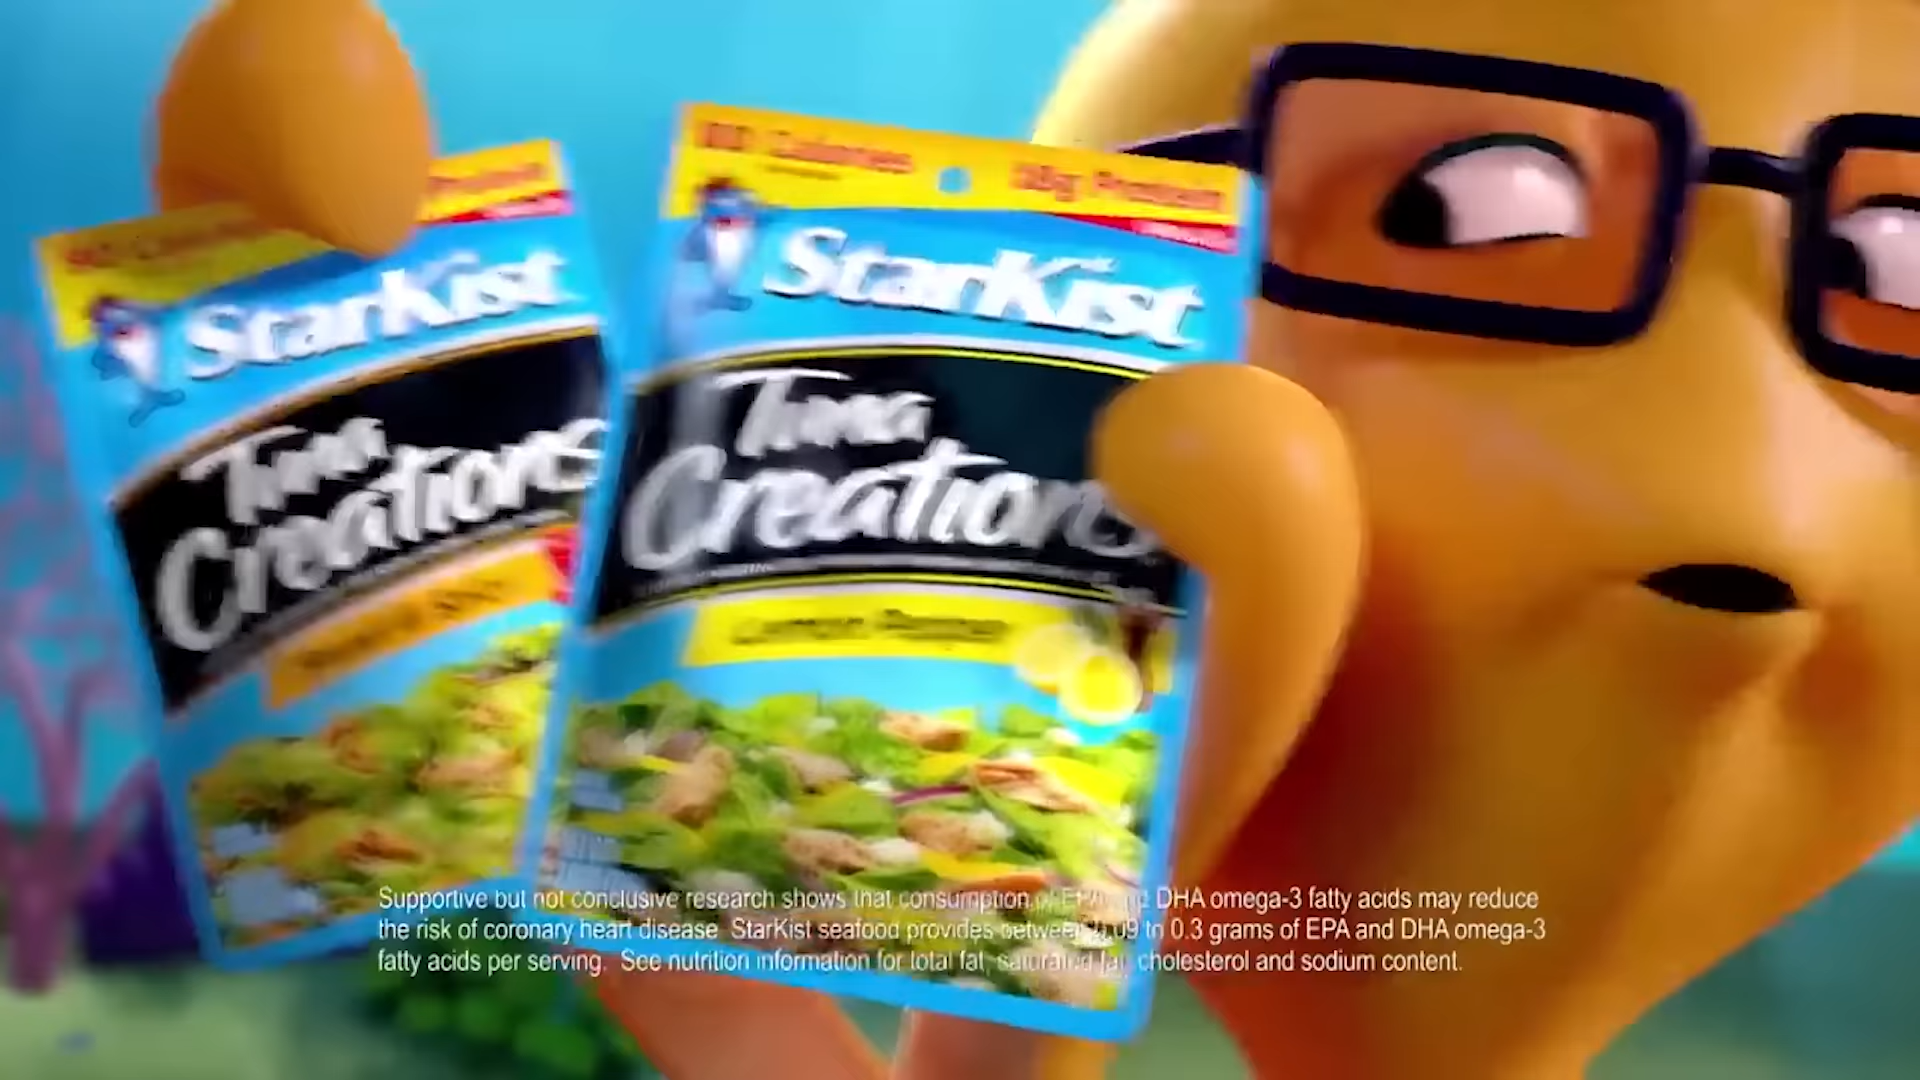 Protein
StarKist
Tuna
Creations
Calories
Protein
StarKist
Tuna
Creations
Supportive but not conclusive research shows that consumption of EPA and DHA omega-3 fatty acids may reduce
the risk of coronary heart disease StarKist seafood provides between 0.09 to 0.3 grams of EPA and DHA omega-3
fatty acids per serving. See nutrition information for total fat, saturated fat, cholesterol and sodium content.